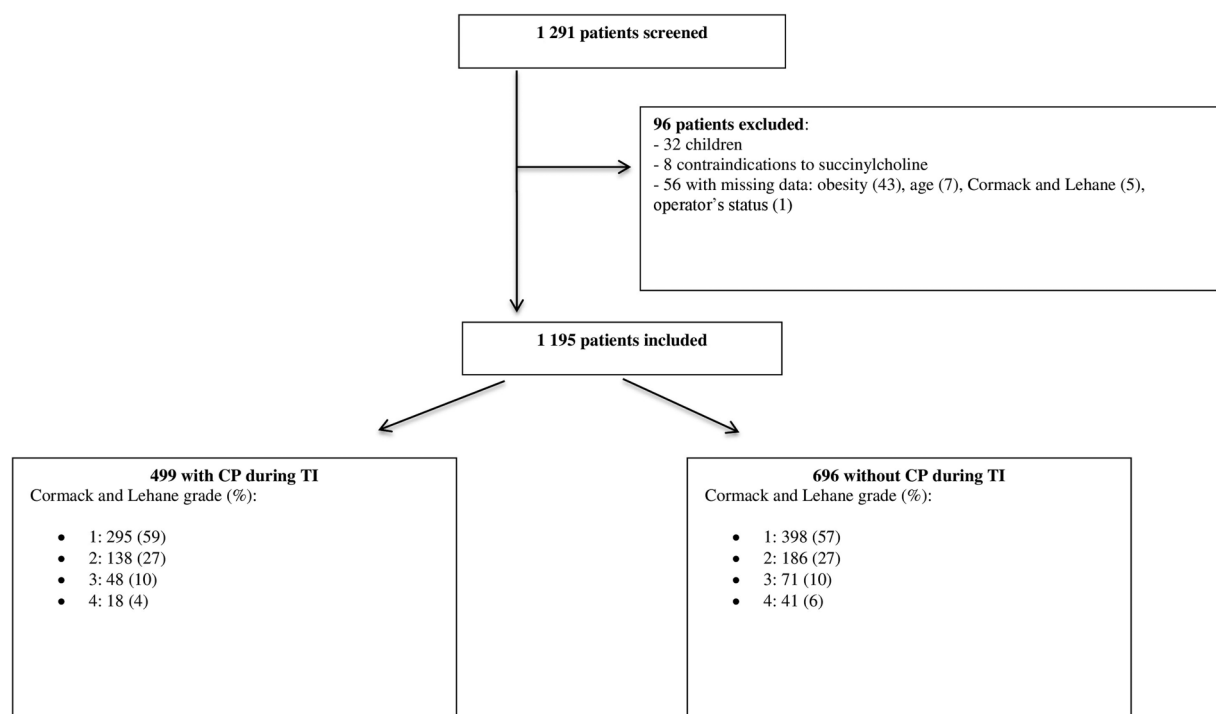 1 291 patients screened
96 patients excluded:
- 32 children
- 8 contraindications to succinylcholine
- 56 with missing data: obesity (43), age (7), Cormack and Lehane (5),
operator’s status (1)
1 195 patients included
499 with CP during TI
Cormack and Lehane grade (%):
• 1: 295 (59)
• 2: 138 (27)
• 3: 48 (10)
• 4: 18 (4)
696 without CP during TI
Cormack and Lehane grade (%):
• 1: 398 (57)
• 2: 186 (27)
• 3: 71 (10)
• 4: 41 (6)